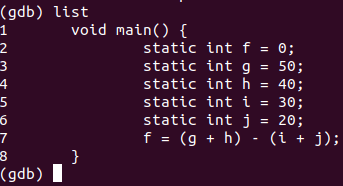 (gdb) list
1 void main() {
2 static int f = 0;
3 static int g = 50;
4 static int h = 40;
5 static int i = 30;
6 static int j = 20;
7 f = (g + h) - (i + j);
8 }
(gdb)